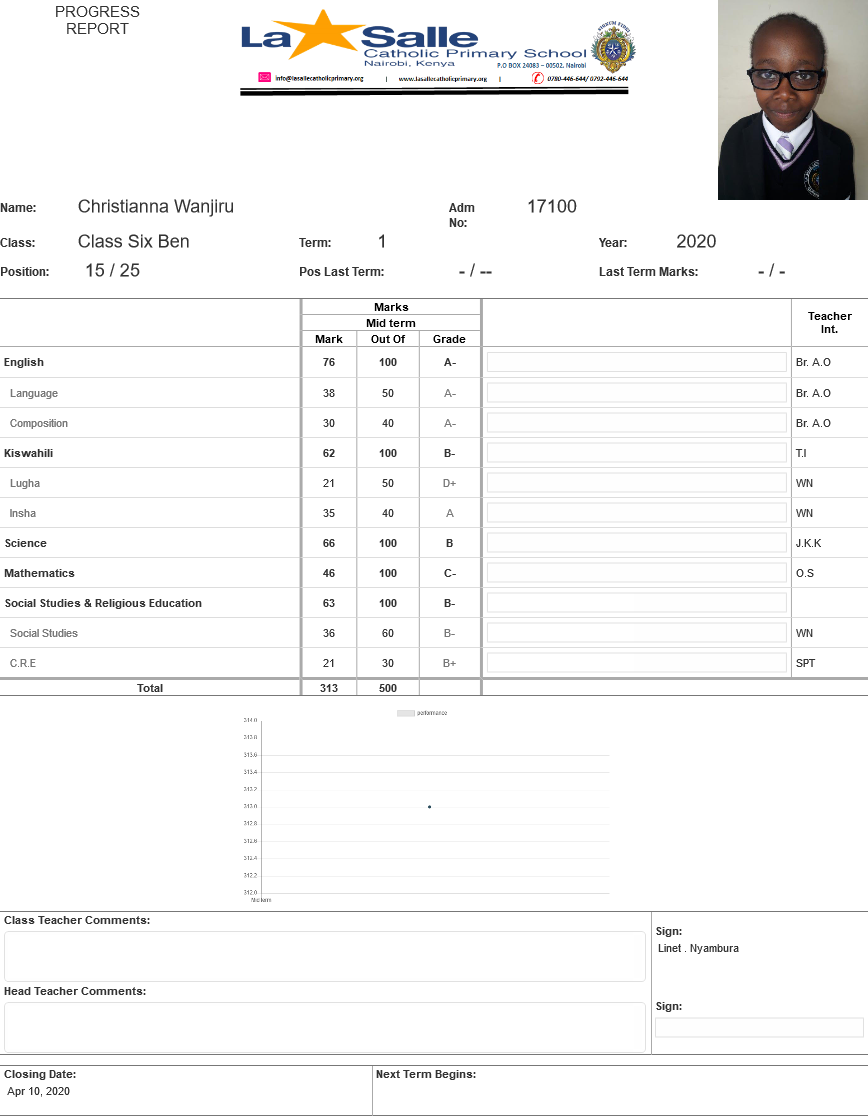 PROGRESS
REPORT
La Salle
Catholic Primary School
Nairobi, Kenya
P.O BOX 24083 – 00502, Nairobi
info@lasallecatholicprimary.org | www.lasallecatholicprimary.org | 0780-446-644/ 0792-446-644
Name: Christianna Wanjiru Adm No: 17100
Class: Class Six Ben Term: 1 Year: 2020
Position: 15 / 25 Pos Last Term: - / -- Last Term Marks: - / -
Marks
Mid term
Mark Out Of Grade Teacher Int.
English 76 100 A- Br. A.O
Language 38 50 A- Br. A.O
Composition 30 40 A- Br. A.O
Kiswahili 62 100 B- T.I
Lugha 21 50 D+ WN
Insha 35 40 A WN
Science 66 100 B J.K.K
Mathematics 46 100 C- O.S
Social Studies & Religious Education 63 100 B-
Social Studies 36 60 B- WN
C.R.E 21 30 B+ SPT
Total 313 500
performance
314.0
313.8
313.6
313.4
313.2
313.0
312.8
312.6
312.4
312.2
312.0
Mid term
Class Teacher Comments:
Sign:
Linet . Nyambura
Head Teacher Comments:
Sign:
Closing Date: Next Term Begins:
Apr 10, 2020